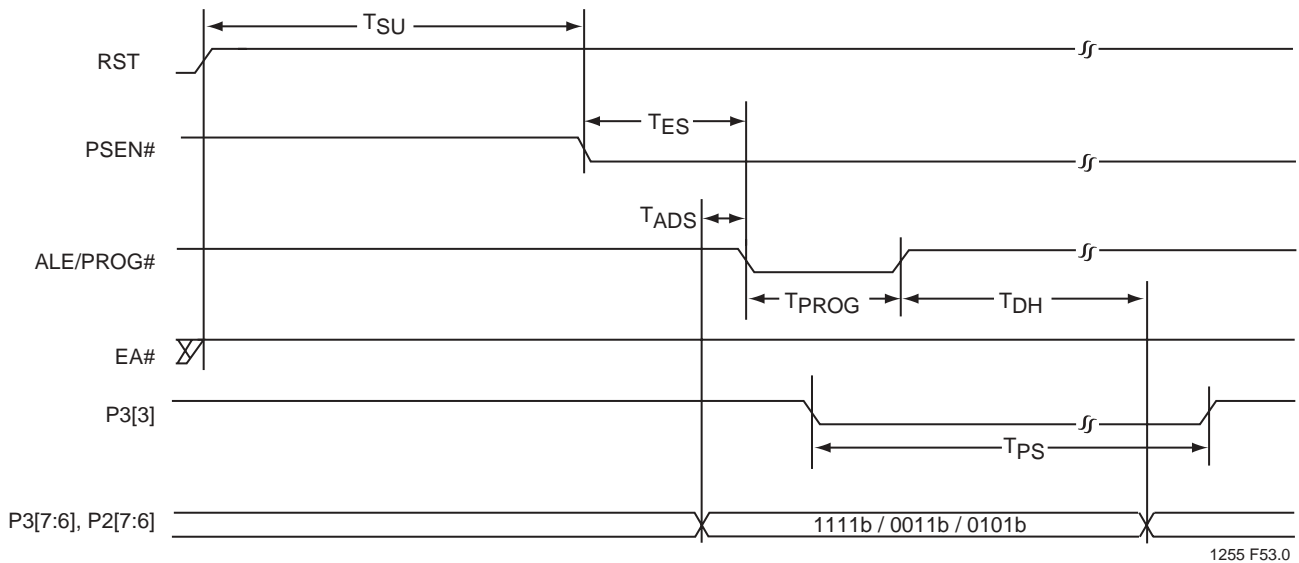 TSU
RST
TES
PSEN#
TADS
ALE/PROG#
TPROG
TDH
EA#
P3[3]
TPS
P3[7:6], P2[7:6]
1111b / 0011b / 0101b
1255 F53.0